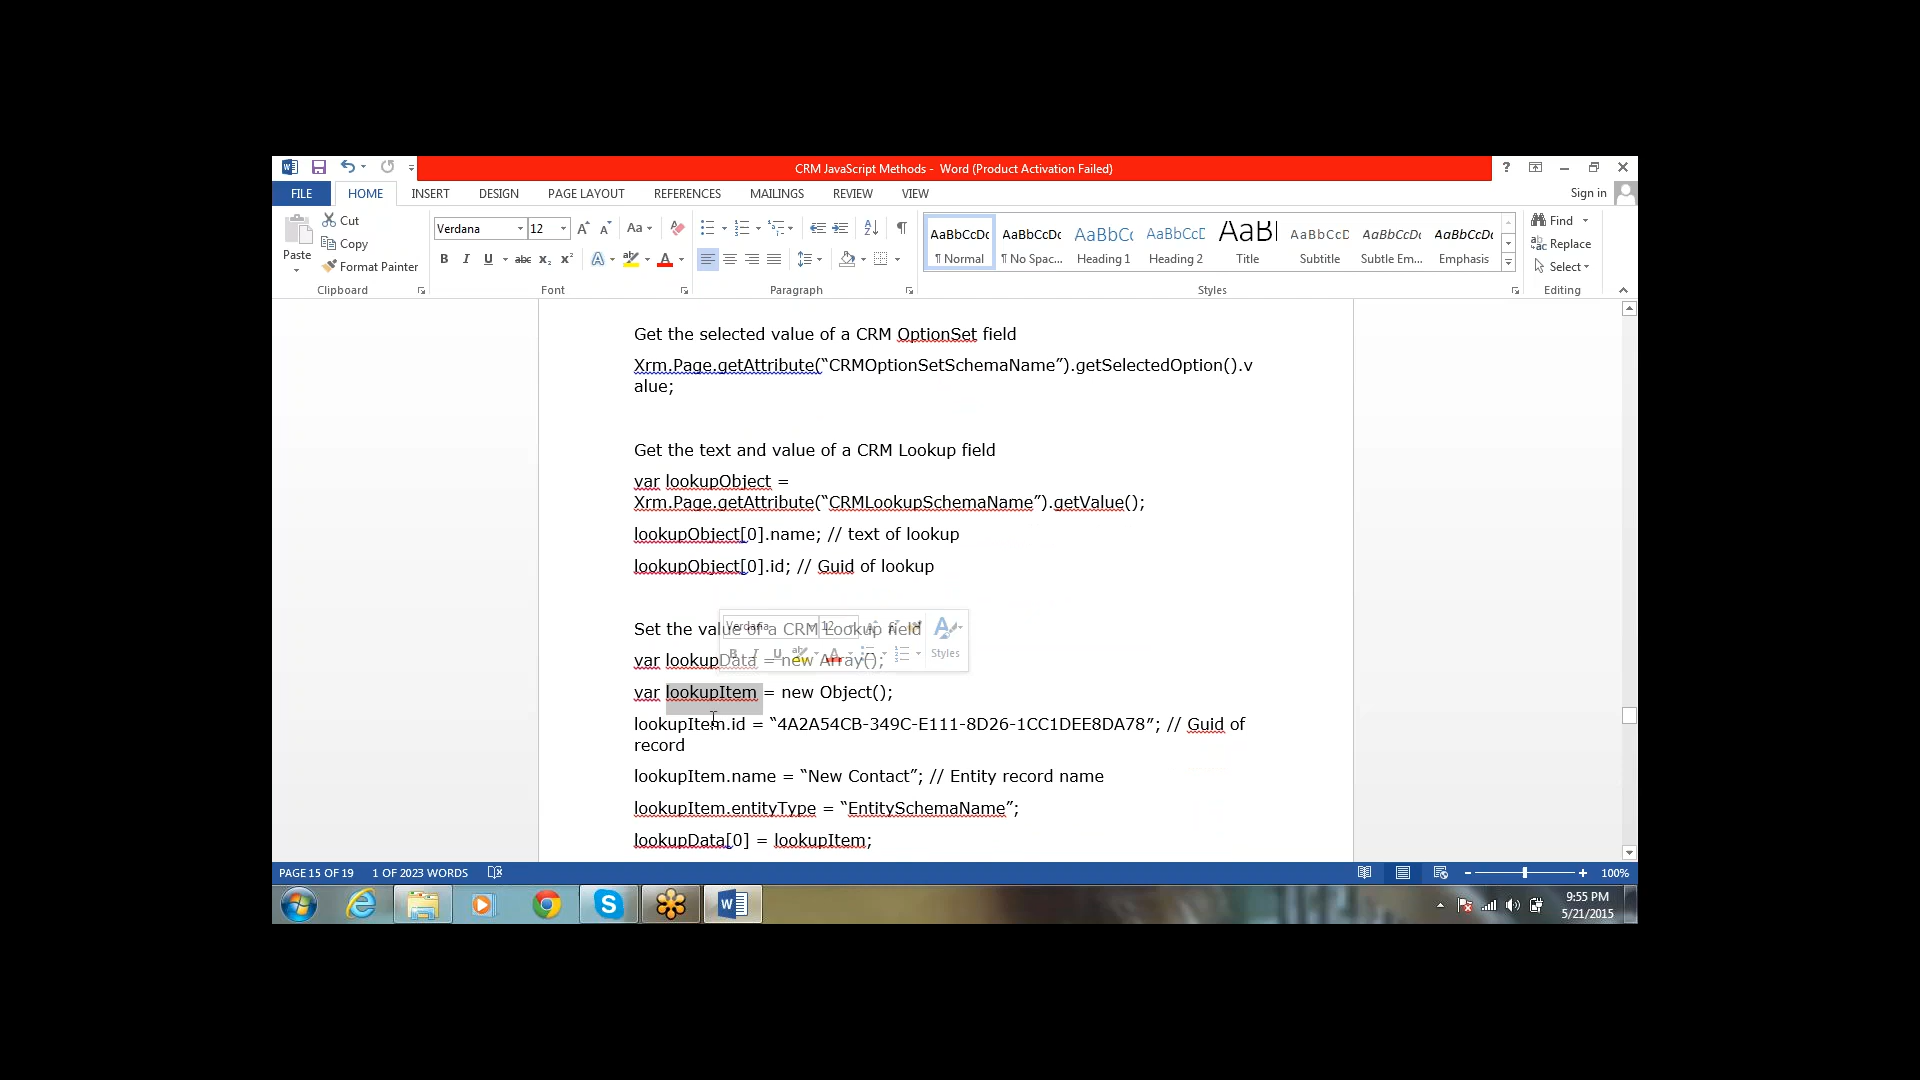 CRM JavaScript Methods - Word (Product Activation Failed)
FILE HOME INSERT DESIGN PAGE LAYOUT REFERENCES MAILINGS REVIEW VIEW Sign in
Paste Cut
Copy
Format Painter
Verdana 12
AaBbCcDc AaBbCcDc AaBbC AaBbCcD AaB AaBbCcD AaBbCcDc AaBbCcDc
¶ Normal ¶ No Spac... Heading 1 Heading 2 Title Subtitle Subtle Em... Emphasis
Find
Replace
Select
Clipboard Font Paragraph Styles Editing
Get the selected value of a CRM OptionSet field
Xrm.Page.getAttribute(“CRMOptionSetSchemaName”).getSelectedOption().v
alue;
Get the text and value of a CRM Lookup field
var lookupObject =
Xrm.Page.getAttribute(“CRMLookupSchemaName”).getValue();
lookupObject[0].name; // text of lookup
lookupObject[0].id; // Guid of lookup
Set the value of a CRM Lookup field
var lookupData = new Array();
Verdana 12
Styles
var lookupItem = new Object();
lookupItem.id = “4A2A54CB-349C-E111-8D26-1CC1DEE8DA78″; // Guid of
record
lookupItem.name = “New Contact”; // Entity record name
lookupItem.entityType = “EntitySchemaName”;
lookupData[0] = lookupItem;
PAGE 15 OF 19 1 OF 2023 WORDS 100%
9:55 PM
5/21/2015